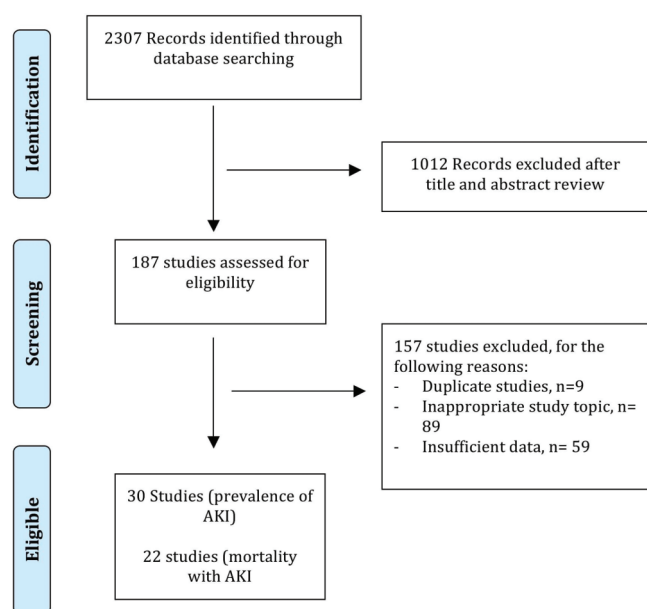 Identification
2307 Records identified through
database searching
1012 Records excluded after
title and abstract review
Screening
187 studies assessed for
eligibility
157 studies excluded, for the
following reasons:
- Duplicate studies, n=9
- Inappropriate study topic, n=
89
- Insufficient data, n= 59
Eligible
30 Studies (prevalence of
AKI)
22 studies (mortality
with AKI